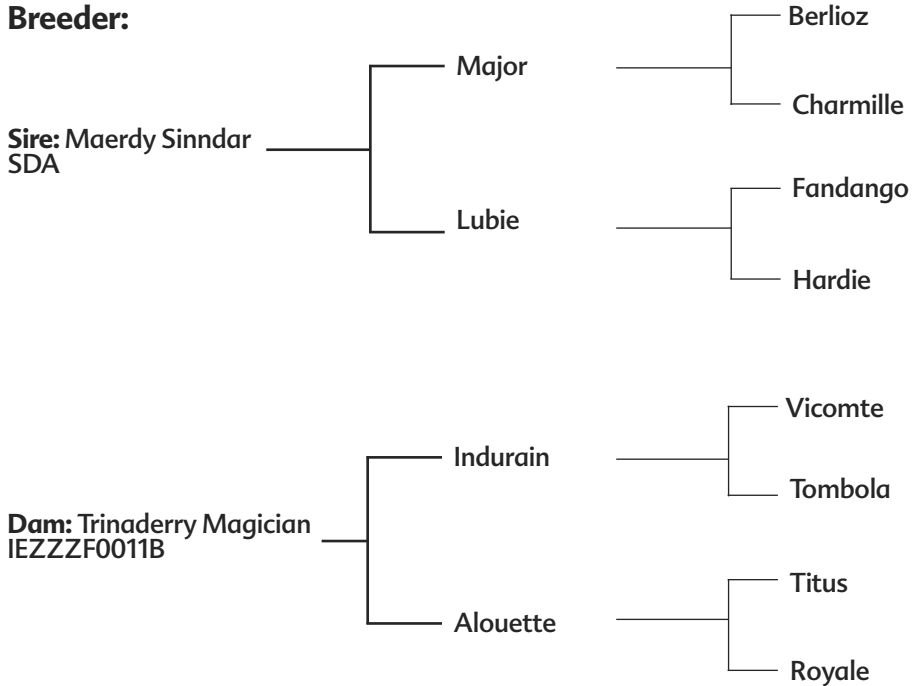 Breeder:
Berlioz
Major
Charmille
Sire: Maerdy Sinndar
SDA
Fandango
Lubie
Hardie
Vicomte
Indurain
Tombola
Dam: Trinaderry Magician
IEZZZF0011B
Titus
Alouette
Royale